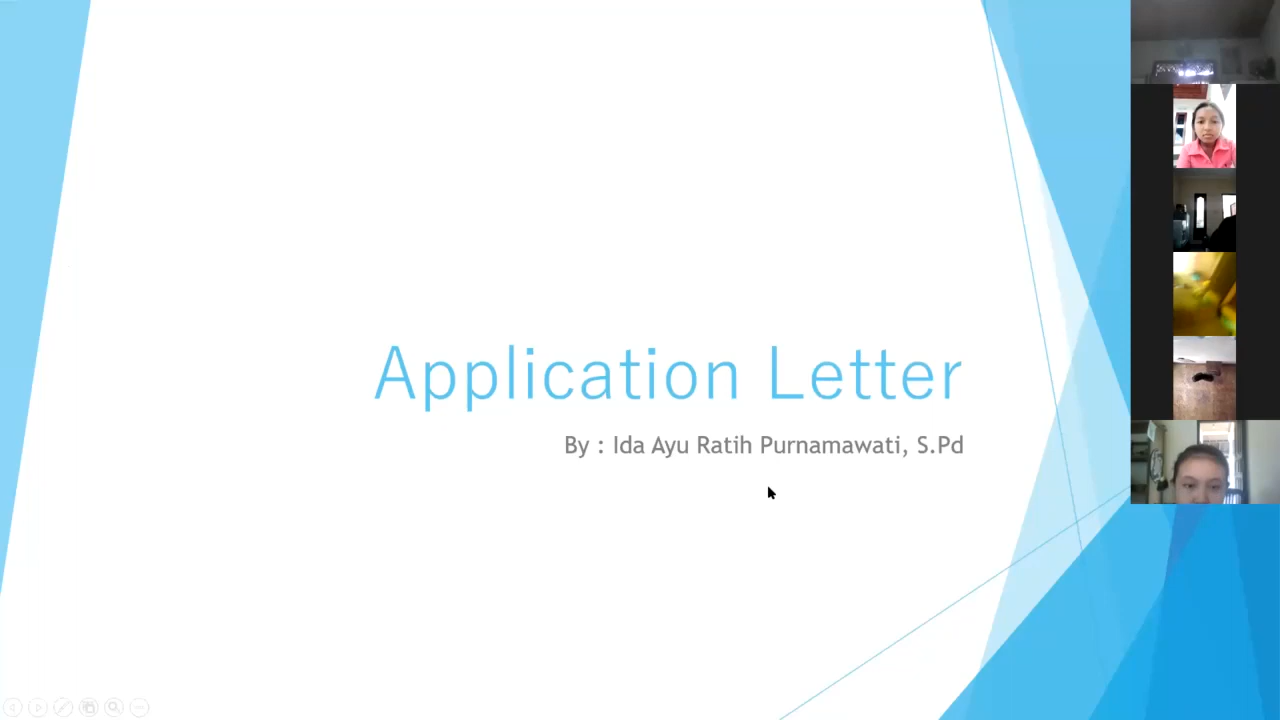 Application Letter
By : Ida Ayu Ratih Purnamawati, S.Pd